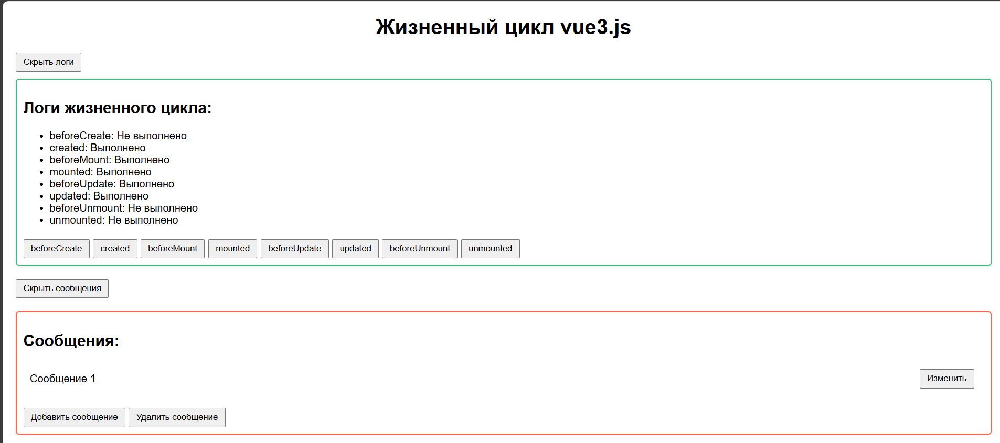 Жизненный цикл vue3.js
Скрыть логи
Логи жизненного цикла:
beforeCreate: Не выполнено
created: Выполнено
beforeMount: Выполнено
mounted: Выполнено
beforeUpdate: Выполнено
updated: Выполнено
beforeUnmount: Не выполнено
unmounted: Не выполнено
beforeCreate created beforeMount mounted beforeUpdate updated beforeUnmount unmounted
Скрыть сообщения
Сообщения:
Сообщение 1 Изменить
Добавить сообщение Удалить сообщение